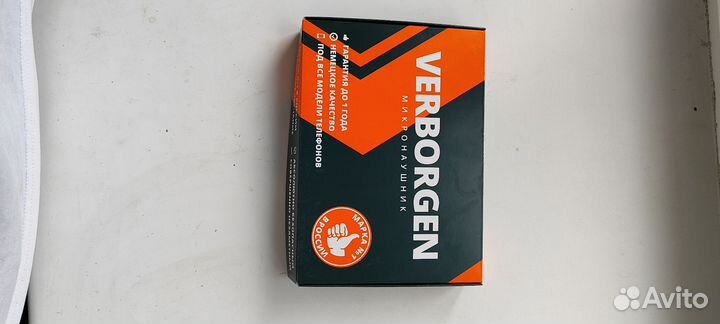 VERBORGEN
МИКРОНАУШНИК
ГАРАНТИЯ ДО 1 ГОДА
НЕМЕЦКОЕ КАЧЕСТВО
ПОД ВСЕ МОДЕЛИ ТЕЛЕФОНОВ
МАРКА №1
В РОССИИ
Avito